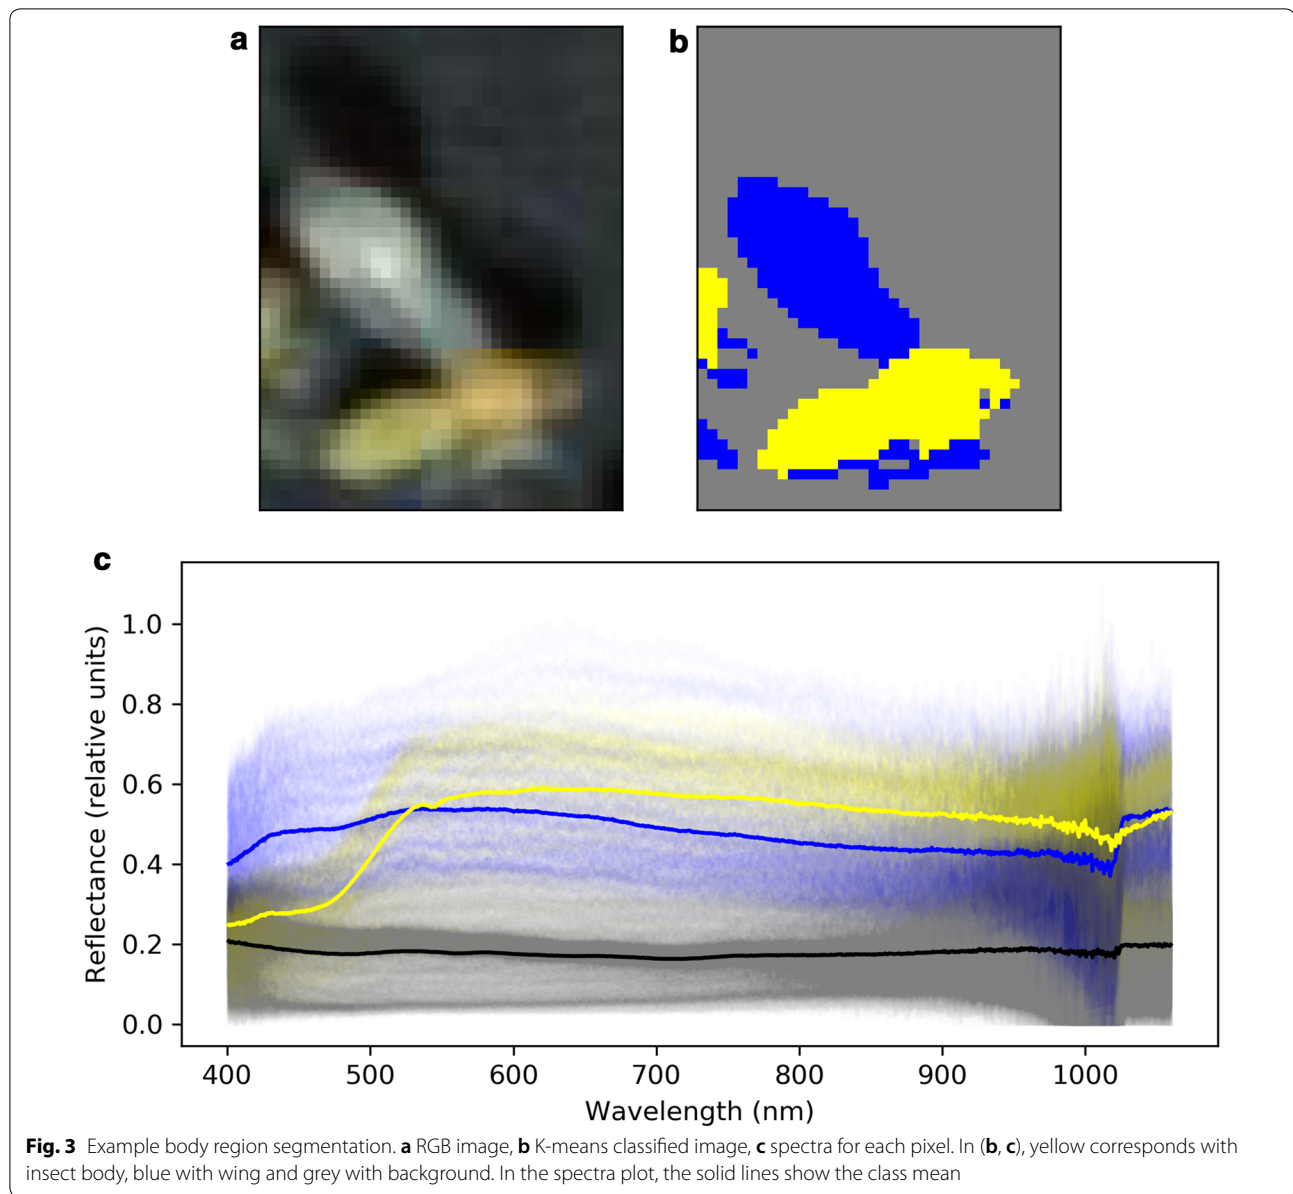 a
b
c
1.0
0.8
0.6
0.4
0.2
0.0
Reflectance (relative units)
400 500 600 700 800 900 1000
Wavelength (nm)
Fig. 3 Example body region segmentation. a RGB image, b K-means classified image, c spectra for each pixel. In (b, c), yellow corresponds with
insect body, blue with wing and grey with background. In the spectra plot, the solid lines show the class mean